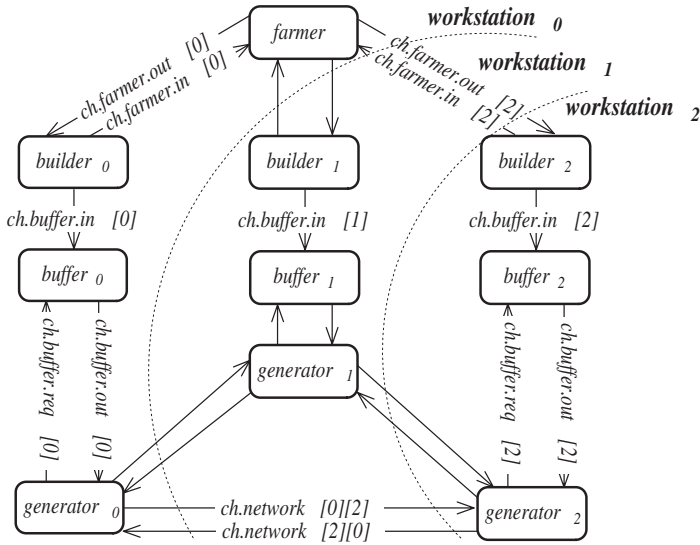 workstation 0
farmer
ch.farmer.out [0]
ch.farmer.in [0]
ch.farmer.out [2]
ch.farmer.in [2]
workstation 1
workstation 2
builder 0
builder 1
builder 2
ch.buffer.in [0]
ch.buffer.in [1]
ch.buffer.in [2]
buffer 0
buffer 1
buffer 2
ch.buffer.req [0]
ch.buffer.out [0]
generator 1
ch.buffer.req [2]
ch.buffer.out [2]
generator 0
ch.network [0][2]
ch.network [2][0]
generator 2